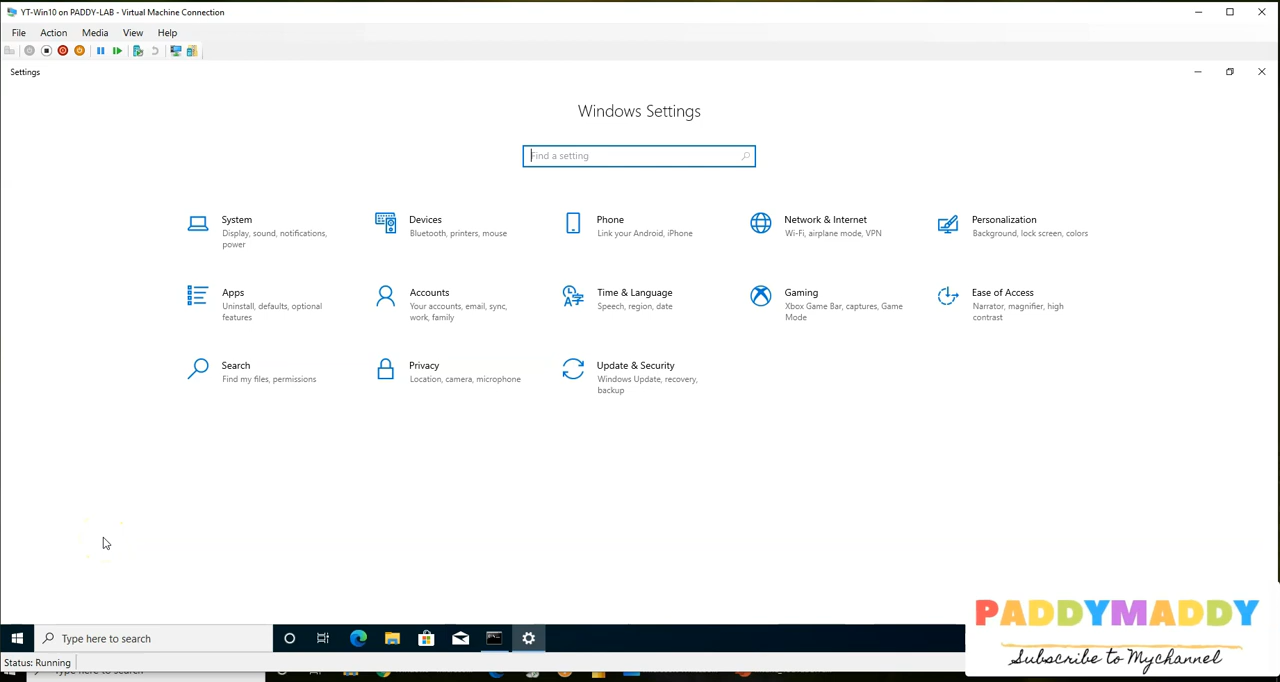 YT-Win10 on PADDY-LAB - Virtual Machine Connection
File Action Media View Help
Settings
Windows Settings
Find a setting
System
Display, sound, notifications,
power
Devices
Bluetooth, printers, mouse
Phone
Link your Android, iPhone
Network & Internet
Wi-Fi, airplane mode, VPN
Personalization
Background, lock screen, colors
Apps
Uninstall, defaults, optional
features
Accounts
Your accounts, email, sync,
work, family
Time & Language
Speech, region, date
Gaming
Xbox Game Bar, captures, Game
Mode
Ease of Access
Narrator, magnifier, high
contrast
Search
Find my files, permissions
Privacy
Location, camera, microphone
Update & Security
Windows Update, recovery,
backup
PADDYMADDY
Subscribe to Mychannel
Type here to search
Status: Running
Type here to search